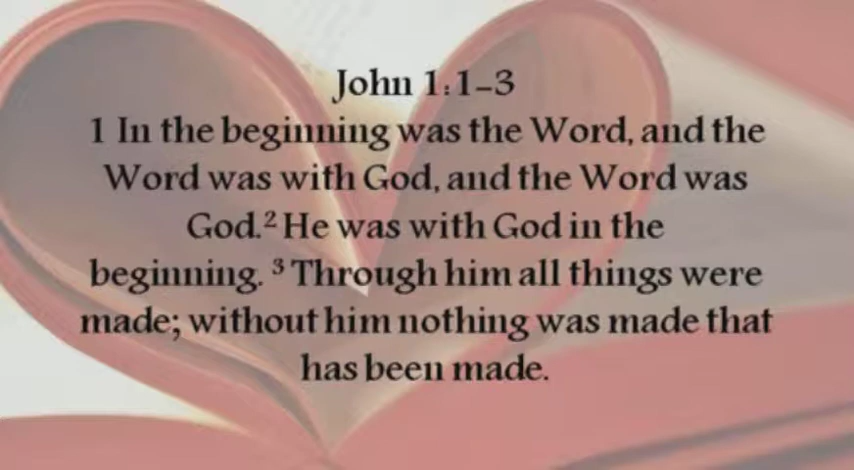 John 1:1-3
1 In the beginning was the Word, and the
Word was with God, and the Word was
God.² He was with God in the
beginning. ³ Through him all things were
made; without him nothing was made that
has been made.